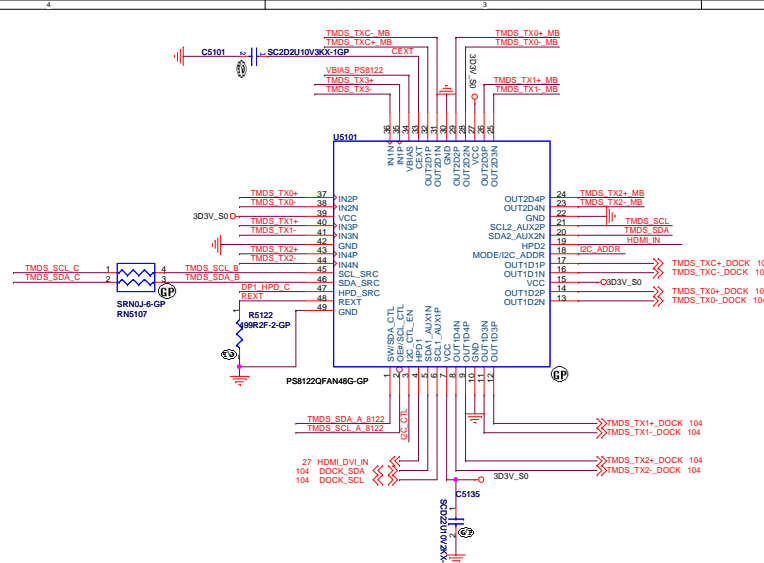 4 3
C5101 2 1 SC2D2U10V3KX-1GP
CEXT
TMDS_TXC-_MB
TMDS_TXC+_MB
VBIAS_PS8122
TMDS_TX3+
TMDS_TX3-
3D3V_S0
TMDS_TX0+_MB
TMDS_TX0-_MB
TMDS_TX1+_MB
TMDS_TX1-_MB
U5101
36 35 34 33 32 31 30 29 28 27 26 25
IN1N
IN1P
VBIAS
CEXT
OUT2D1P
OUT2D1N
GND
OUT2D2P
OUT2D2N
VCC
OUT2D3P
OUT2D3N
TMDS_TX0+ 37 IN2P
TMDS_TX0- 38 IN2N
3D3V_S0 39 VCC
TMDS_TX1+ 40 IN3P
TMDS_TX1- 41 IN3N
42 GND
TMDS_TX2+ 43 IN4P
TMDS_TX2- 44 IN4N
TMDS_SCL_C 1 4 TMDS_SCL_B 45 SCL_SRC
TMDS_SDA_C 2 3 TMDS_SDA_B 46 SDA_SRC
GP
SRN0J-6-GP
RN5107
DP1_HPD_C 47 HPD_SRC
REXT 48 REXT
49 GND
1
R5122
499R2F-2-GP
OUT2D4P 24 TMDS_TX2+_MB
OUT2D4N 23 TMDS_TX2-_MB
GND 22
SCL2_AUX2P 21 TMDS_SCL
SDA2_AUX2N 20 TMDS_SDA
HPD2 19 HDMI_IN
MODE/I2C_ADDR 18 I2C_ADDR
OUT1D1P 17 TMDS_TXC+_DOCK 10
OUT1D1N 16 TMDS_TXC-_DOCK 10
VCC 15 3D3V_S0
OUT1D2P 14 TMDS_TX0+_DOCK 10
OUT1D2N 13 TMDS_TX0-_DOCK 104
SW/SDA_CTL
OE#/SCL_CTL
I2C_CTL_EN
HPD1
SDA1_AUX1N
SCL1_AUX1P
VCC
OUT1D4N
OUT1D4P
GND
OUT1D3N
OUT1D3P
1 2 3 4 5 6 7 8 9 10 11 12
PS8122QFAN48G-GP
GP
TMDS_SDA_A_8122
TMDS_SCL_A_8122
I2C_CTL
TMDS_TX1+_DOCK 104
TMDS_TX1-_DOCK 104
27 HDMI_DVI_IN
104 DOCK_SDA
104 DOCK_SCL
TMDS_TX2+_DOCK 104
TMDS_TX2-_DOCK 104
3D3V_S0
C5135
1
2
SCD22U10V2KX-